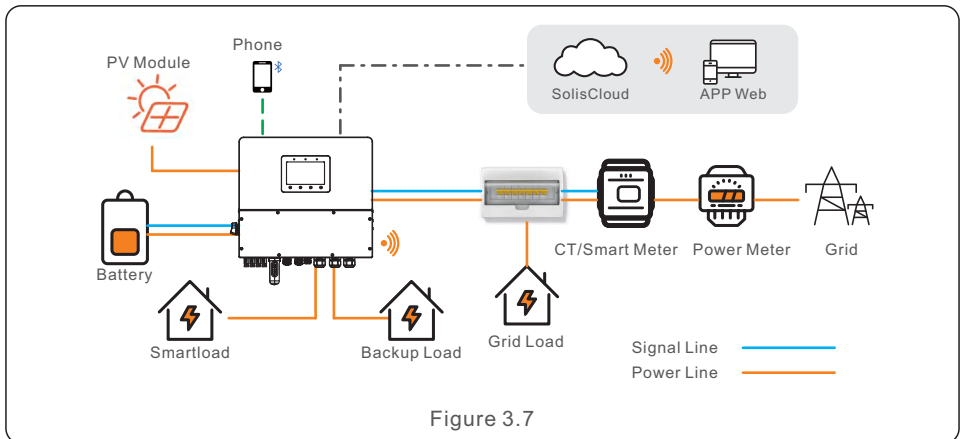 Phone
PV Module
SolisCloud
APP Web
Battery
CT/Smart Meter
Power Meter
Grid
Smartload
Backup Load
Grid Load
Signal Line
Power Line
Figure 3.7